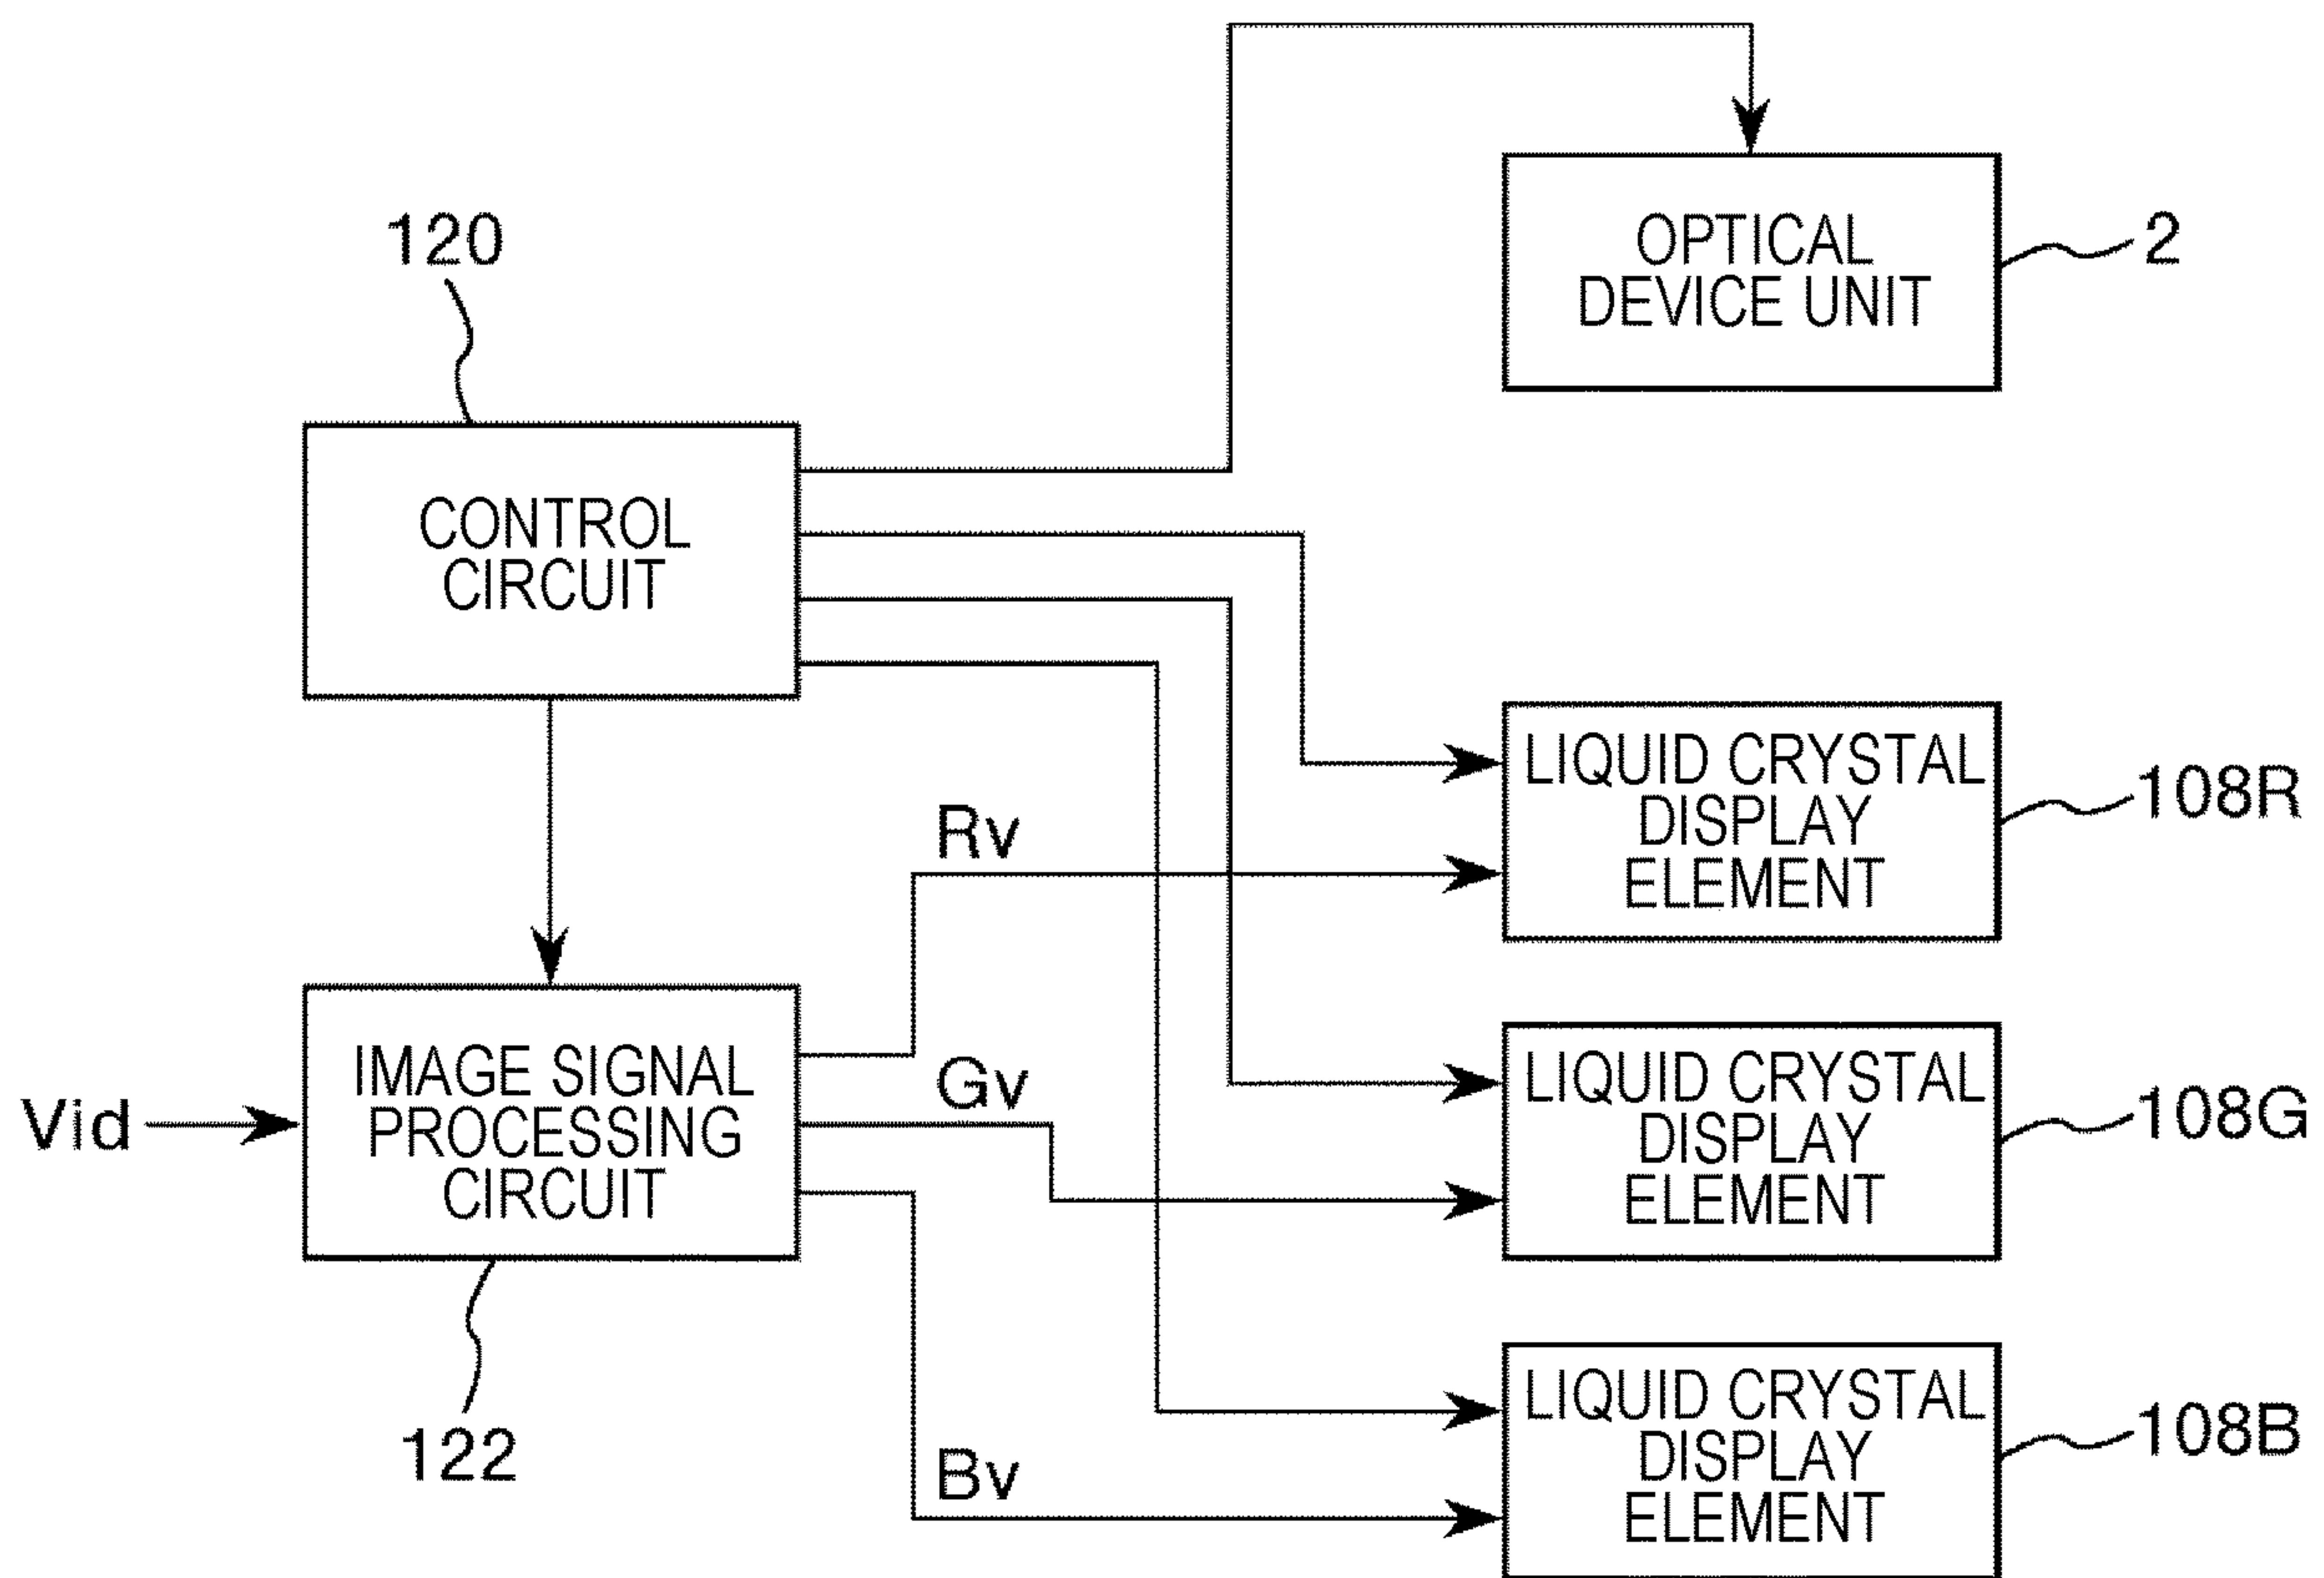 OPTICAL
DEVICE UNIT
2
120
CONTROL
CIRCUIT
LIQUID CRYSTAL
DISPLAY
ELEMENT
108R
Rv
Vid
IMAGE SIGNAL
PROCESSING
CIRCUIT
Gv
LIQUID CRYSTAL
DISPLAY
ELEMENT
108G
122
Bv
LIQUID CRYSTAL
DISPLAY
ELEMENT
108B